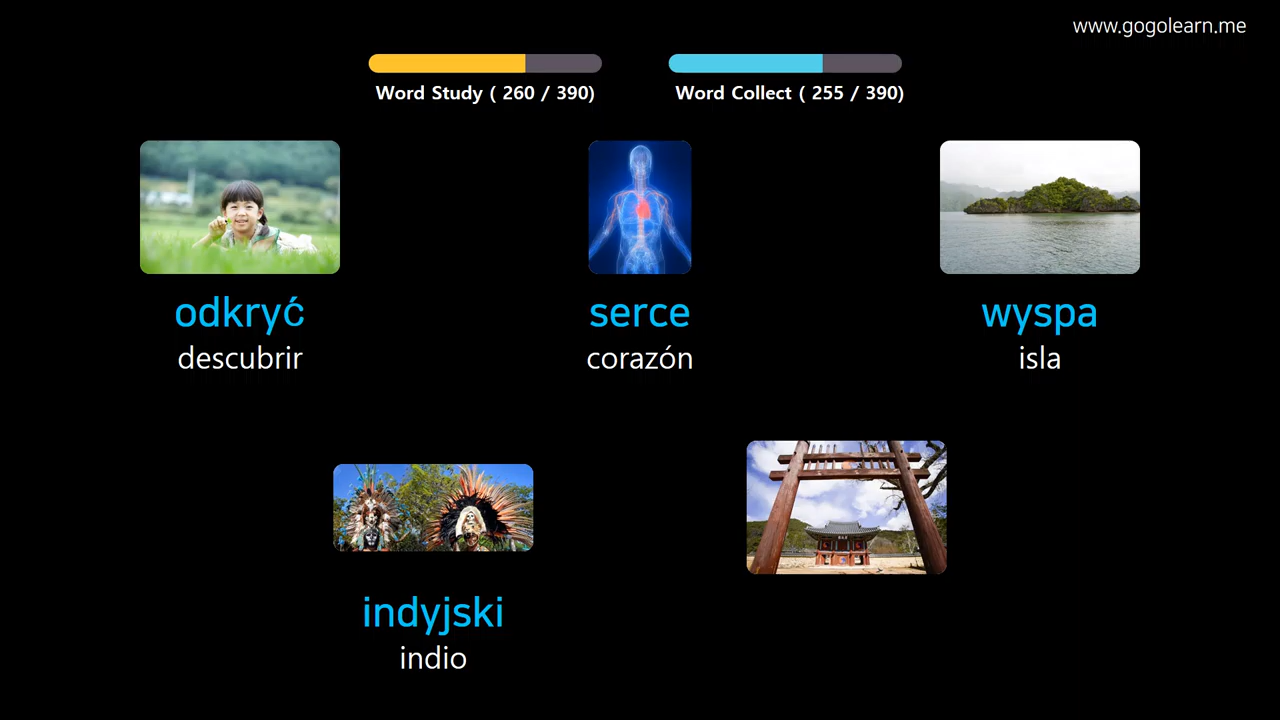 www.gogolearn.me
Word Study ( 260 / 390)
Word Collect ( 255 / 390)
odkryć
descubrir
serce
corazón
wyspa
isla
indyjski
indio